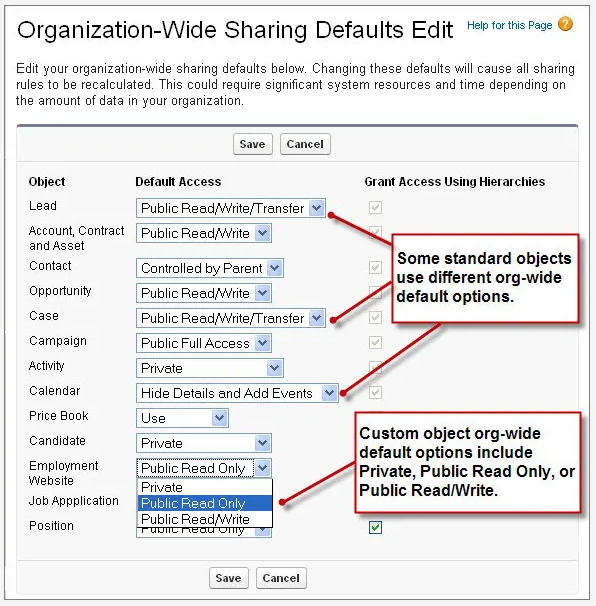 Organization-Wide Sharing Defaults Edit
Help for this Page ?
Edit your organization-wide sharing defaults below. Changing these defaults will cause all sharing
rules to be recalculated. This could require significant system resources and time depending on
the amount of data in your organization.
Save Cancel
Object Default Access Grant Access Using Hierarchies
Lead Public Read/Write/Transfer
Account, Contract
and Asset Public Read/Write
Contact Controlled by Parent
Opportunity Public Read/Write
Case Public Read/Write/Transfer
Campaign Public Full Access
Activity Private
Calendar Hide Details and Add Events
Price Book Use
Candidate Private
Employment
Website Public Read Only
Private
Job Appplication Public Read Only
Public Read/Write
Position Public Read Only
Some standard objects
use different org-wide
default options.
Custom object org-wide
default options include
Private, Public Read Only, or
Public Read/Write.
Save Cancel